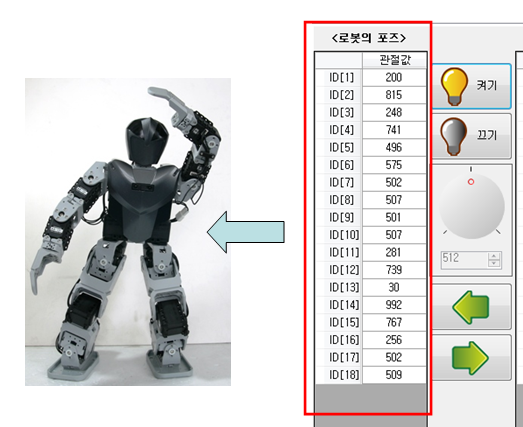 <로봇의 포즈>
관절값
ID[1] 200
ID[2] 815
ID[3] 248
ID[4] 741
ID[5] 496
ID[6] 575
ID[7] 502
ID[8] 507
ID[9] 501
ID[10] 507
ID[11] 281
ID[12] 739
ID[13] 30
ID[14] 992
ID[15] 767
ID[16] 256
ID[17] 502
ID[18] 509
켜기
끄기
512